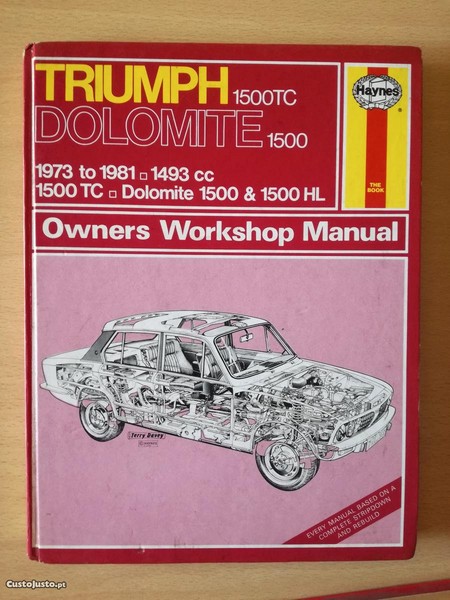 TRIUMPH 1500TC
DOLOMITE 1500
1973 to 1981 □ 1493 cc
1500 TC □ Dolomite 1500 & 1500 HL
Haynes
®
THE
BOOK
Owners Workshop Manual
Terry Davey
EVERY MANUAL BASED ON A
COMPLETE STRIPDOWN
AND REBUILD
CustoJusto.pt